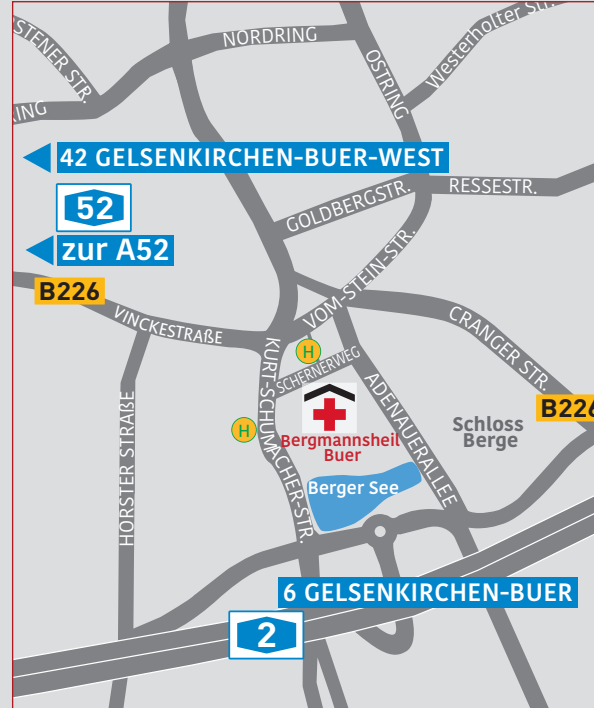 NORDRING
Westerholter Str.
STENER STR.
OSTRING
RING
42 GELSENKIRCHEN-BUER-WEST
RESSESTR.
GOLDBERGSTR.
52
zur A52
VOM-STEIN-STR.
B226
VINCKESTRAßE
CRANGER STR.
H
SCHERNERWEG
KURT-SCHUMACHER-STR.
ADENAUERALLEE
HORSTER STRAßE
B226
Schloss
Berge
H
Bergmannsheil
Buer
Berger See
6 GELSENKIRCHEN-BUER
2